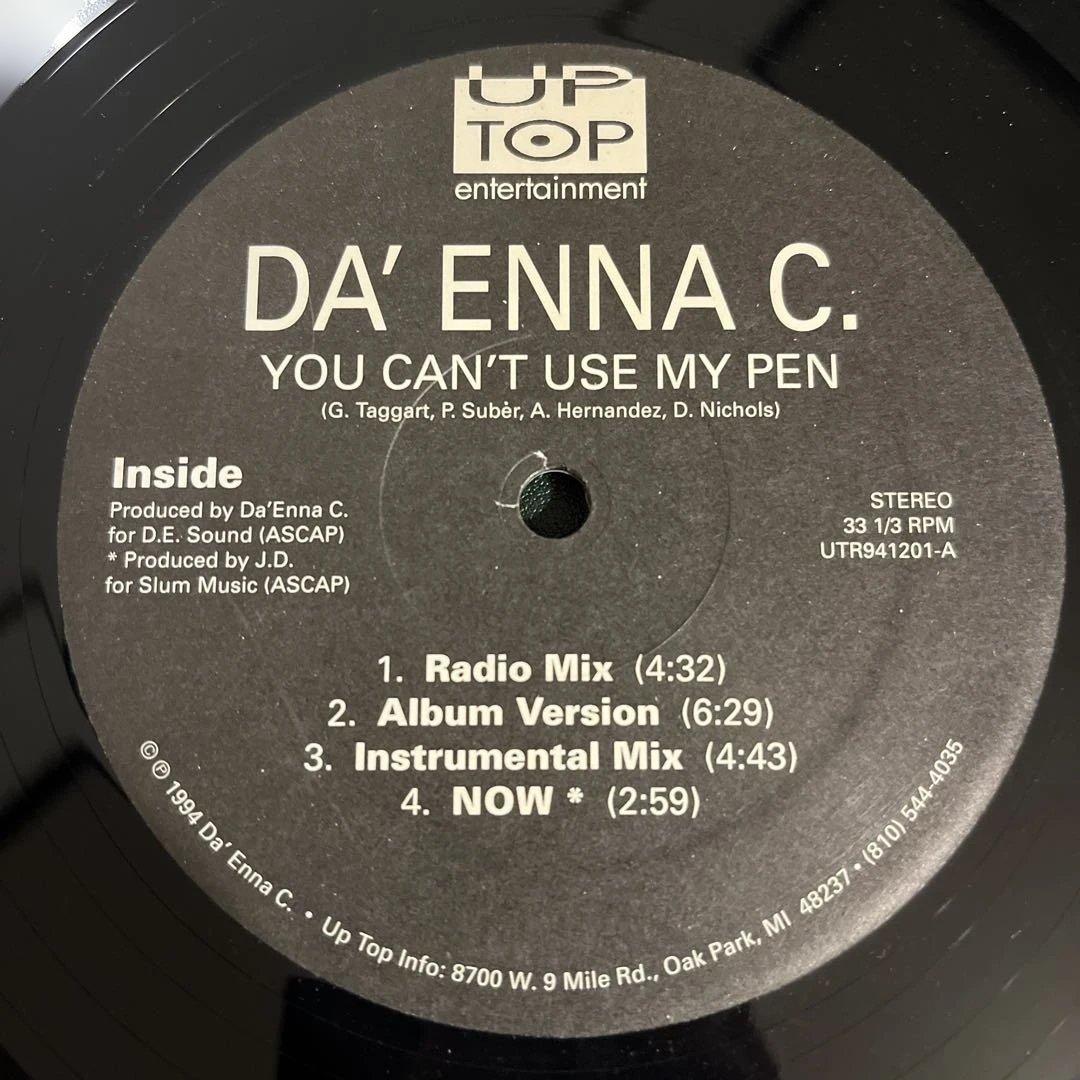 UP
TOP
entertainment
DA' ENNA C.
YOU CAN'T USE MY PEN
(G. Taggart, P. Suber, A. Hernandez, D. Nichols)
Inside
Produced by Da'Enna C.
for D.E. Sound (ASCAP)
* Produced by J.D.
for Slum Music (ASCAP)
STEREO
33 1/3 RPM
UTR941201-A
1. Radio Mix (4:32)
2. Album Version (6:29)
3. Instrumental Mix (4:43)
4. NOW * (2:59)
©℗ 1994 Da' Enna C. • Up Top Info: 8700 W. 9 Mile Rd., Oak Park, MI 48237 • (810) 544-4035